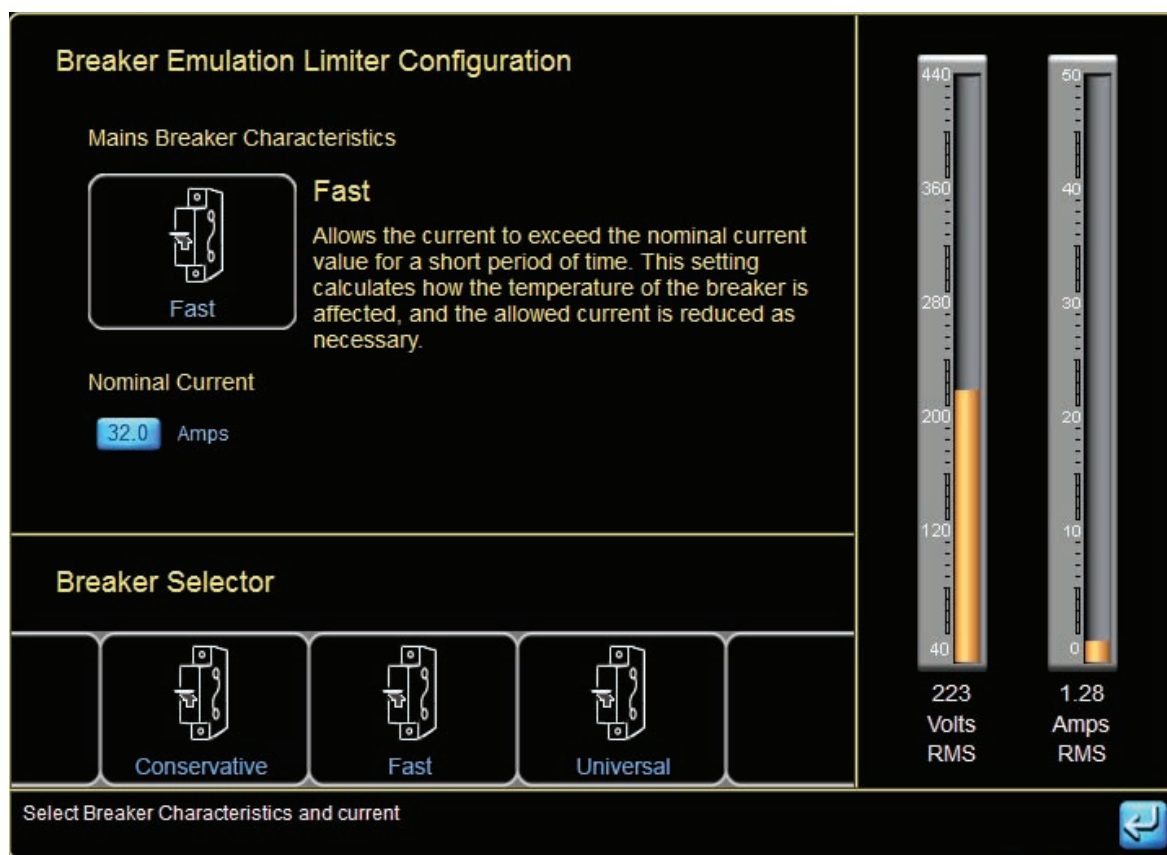 Breaker Emulation Limiter Configuration
Mains Breaker Characteristics
Fast
Fast
Allows the current to exceed the nominal current
value for a short period of time. This setting
calculates how the temperature of the breaker is
affected, and the allowed current is reduced as
necessary.
Nominal Current
32.0 Amps
Breaker Selector
Conservative
Fast
Universal
Select Breaker Characteristics and current
440
360
280
200
120
40
223
Volts
RMS
50
40
30
20
10
0
1.28
Amps
RMS